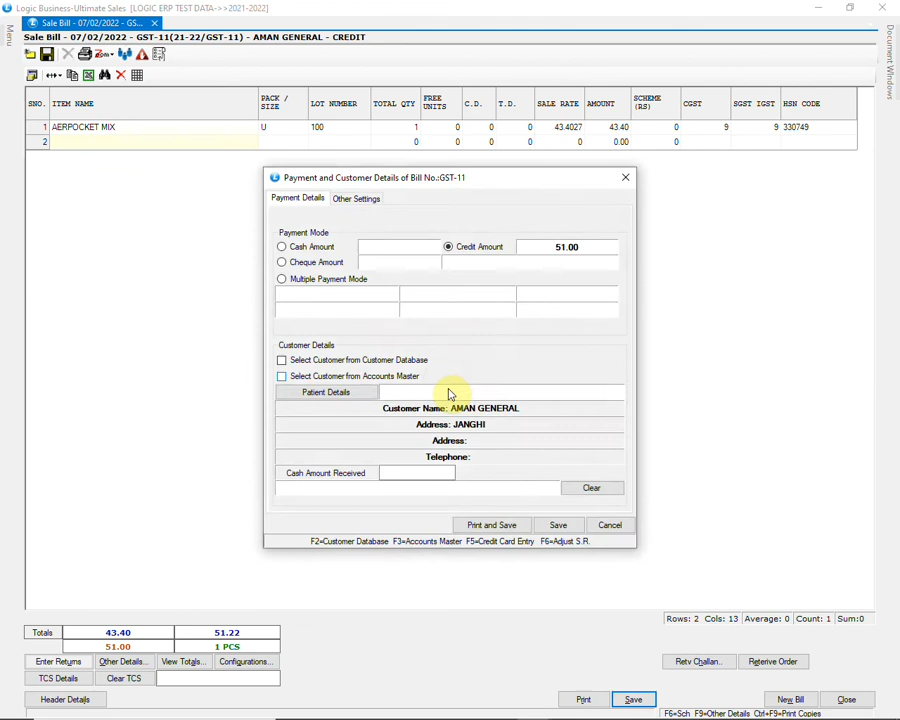 Logic Business-Ultimate Sales [LOGIC ERP TEST DATA->>2021-2022]
Menu
Sale Bill - 07/02/2022 - GS...
Document Windows
Sale Bill - 07/02/2022 - GST-11(21-22/GST-11) - AMAN GENERAL - CREDIT
SNO. ITEM NAME PACK / SIZE LOT NUMBER TOTAL QTY FREE UNITS C.D. T.D. SALE RATE AMOUNT SCHEME (RS) CGST SGST IGST HSN CODE
1 AERPOCKET MIX U 100 1 0 0 0 43.4027 43.40 0 9 9 330749
2 0 0 0 0 0 0.00 0
Payment and Customer Details of Bill No.:GST-11
Payment Details Other Settings
Payment Mode
Cash Amount Credit Amount 51.00
Cheque Amount
Multiple Payment Mode
Customer Details
Select Customer from Customer Database
Select Customer from Accounts Master
Patient Details
Customer Name: AMAN GENERAL
Address: JANGHI
Address:
Telephone:
Cash Amount Received
Clear
Print and Save Save Cancel
F2=Customer Database F3=Accounts Master F5=Credit Card Entry F6=Adjust S.R.
Rows: 2 Cols: 13 Average: 0 Count: 1 Sum:0
Totals 43.40 51.22
51.00 1 PCS
Enter Returns Other Details... View Totals... Configurations... Retv Challan.. Reterive Order
TCS Details Clear TCS
Header Details Print Save New Bill Close
F6=Sch F9=Other Details Ctrl+F9=Print Copies